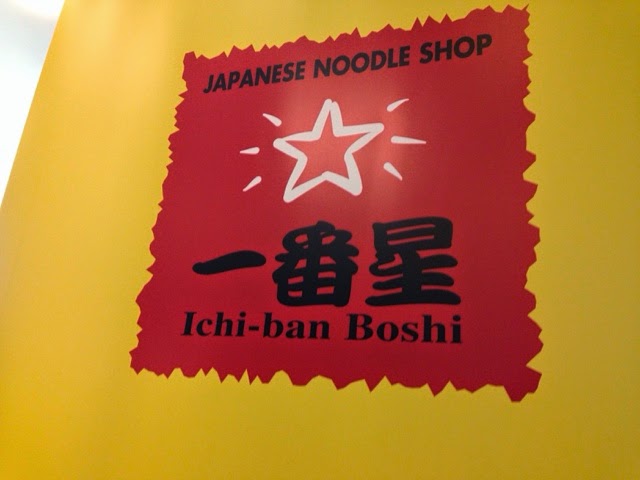 JAPANESE NOODLE SHOP
一番星
Ichi-ban Boshi